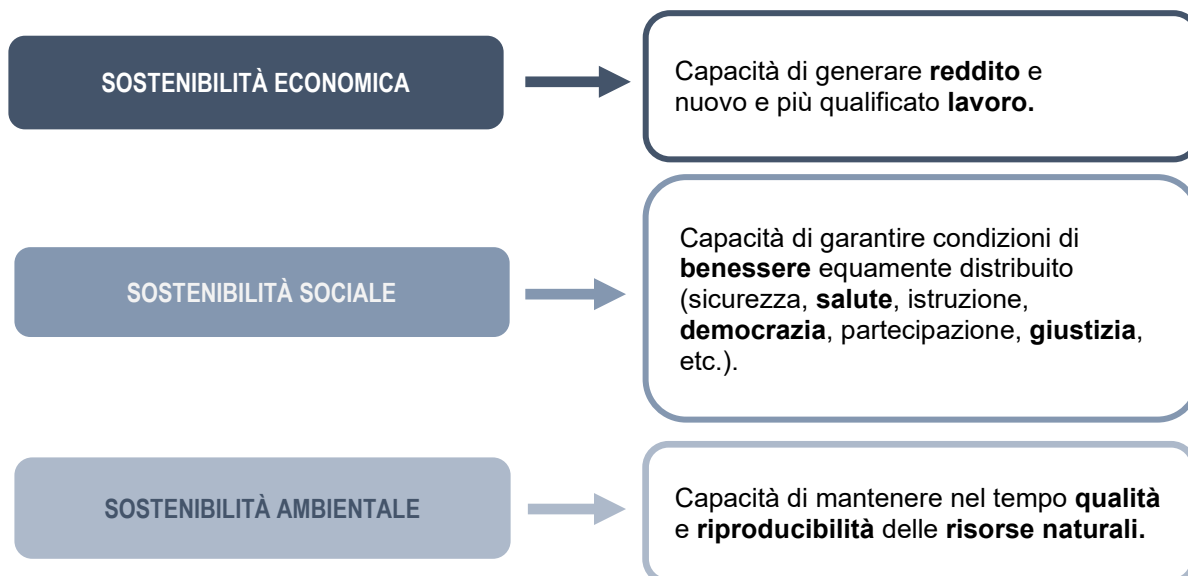 SOSTENIBILITÀ ECONOMICA
Capacità di generare reddito e
nuovo e più qualificato lavoro.
SOSTENIBILITÀ SOCIALE
Capacità di garantire condizioni di
benessere equamente distribuito
(sicurezza, salute, istruzione,
democrazia, partecipazione, giustizia,
etc.).
SOSTENIBILITÀ AMBIENTALE
Capacità di mantenere nel tempo qualità
e riproducibilità delle risorse naturali.